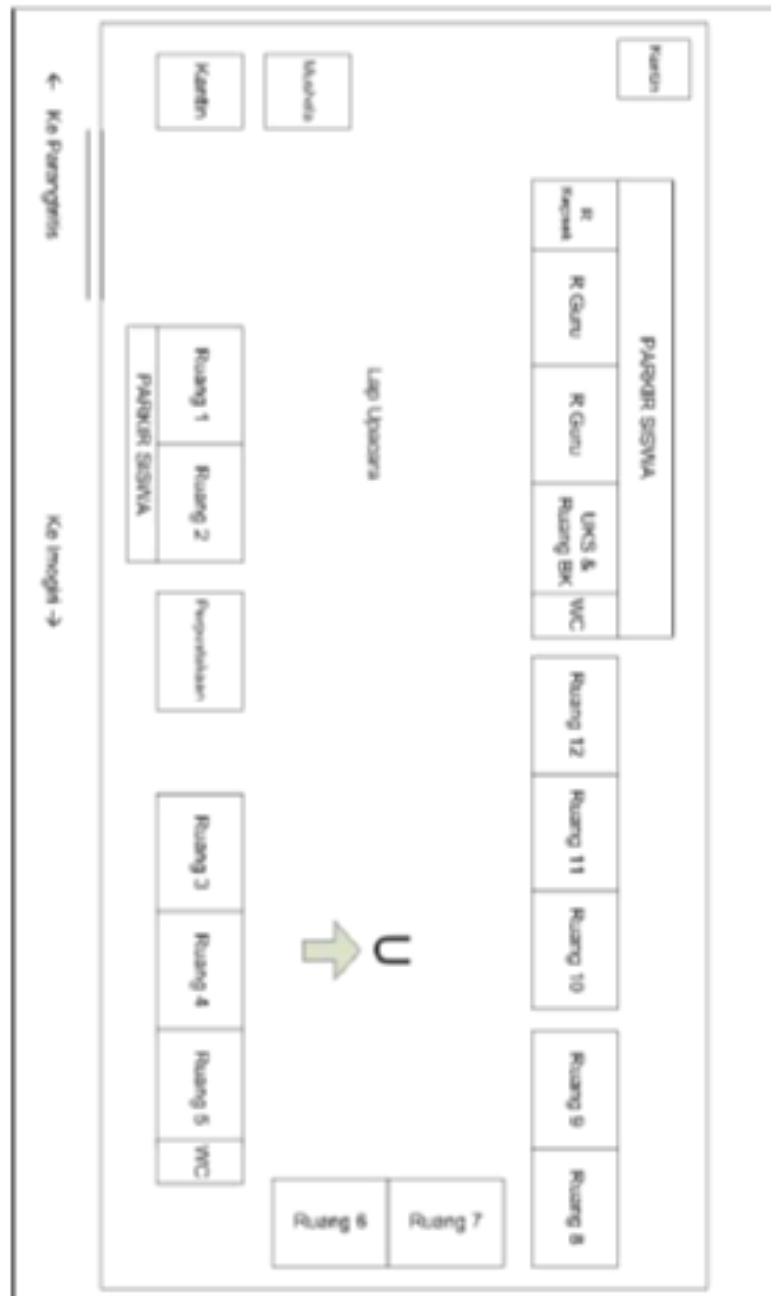 Kantin
PARKIR SISWA
R
Kepsek
R Guru
R Guru
UKS &
Ruang BK
WC
Ruang 12
Ruang 11
Ruang 10
Ruang 9
Ruang 8
Lap Upacara
U
Ruang 7
Ruang 6
Mushola
Kantin
Ruang 1
Ruang 2
Perpustakaan
Ruang 3
Ruang 4
Ruang 5
WC
PARKIR SISWA
← Ke Parangtritis
Ke Imogiri →